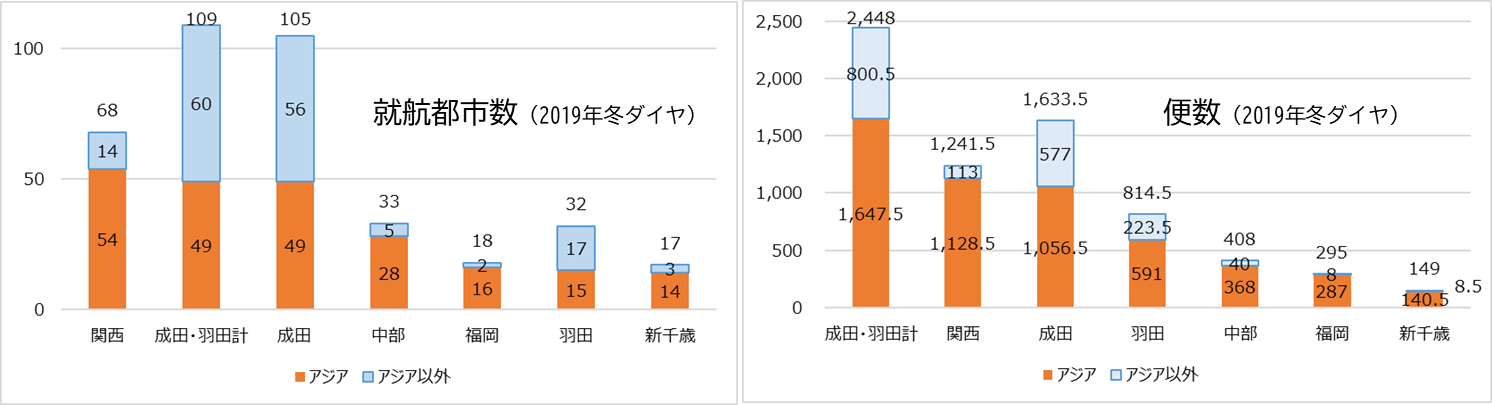 就航都市数（2019年冬ダイヤ）
100
50
0
68
14
54
109
60
49
105
56
49
33
5
28
18
2
16
32
17
15
17
3
14
関西
成田・羽田計
成田
中部
福岡
羽田
新千歳
アジア
アジア以外
便数（2019年冬ダイヤ）
2,500
2,000
1,500
1,000
500
0
2,448
800.5
1,647.5
1,241.5
113
1,128.5
1,633.5
577
1,056.5
814.5
223.5
591
408
40
368
295
8
287
149
8.5
140.5
成田・羽田計
関西
成田
羽田
中部
福岡
新千歳
アジア
アジア以外